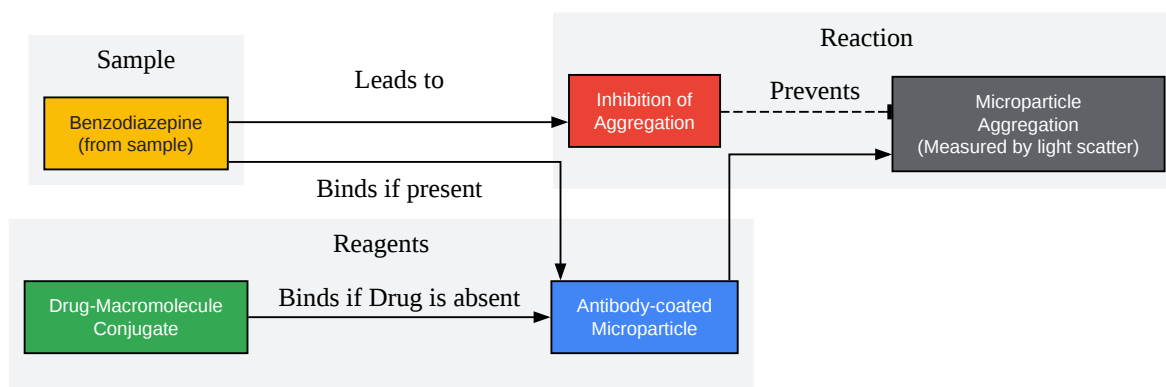 Sample
Benzodiazepine
(from sample)
Leads to
Binds if present
Reaction
Inhibition of
Aggregation
Prevents
Microparticle
Aggregation
(Measured by light scatter)
Reagents
Drug-Macromolecule
Conjugate
Binds if Drug is absent
Antibody-coated
Microparticle